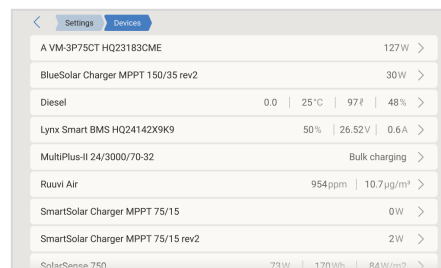 Settings Devices
A VM-3P75CT HQ23183CME 127W
BlueSolar Charger MPPT 150/35 rev2 30W
Diesel 0.0 25°C 97ℓ 48%
Lynx Smart BMS HQ24142X9K9 50% 26.52V 0.6A
MultiPlus-II 24/3000/70-32 Bulk charging
Ruuvi Air 954ppm 10.7µg/m³
SmartSolar Charger MPPT 75/15 0W
SmartSolar Charger MPPT 75/15 rev2 2W
SolarSense 750 73W 170Wh 84W/m2